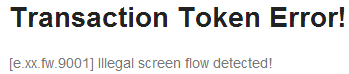 Transaction Token Error!
[e.xx.fw.9001] Illegal screen flow detected!